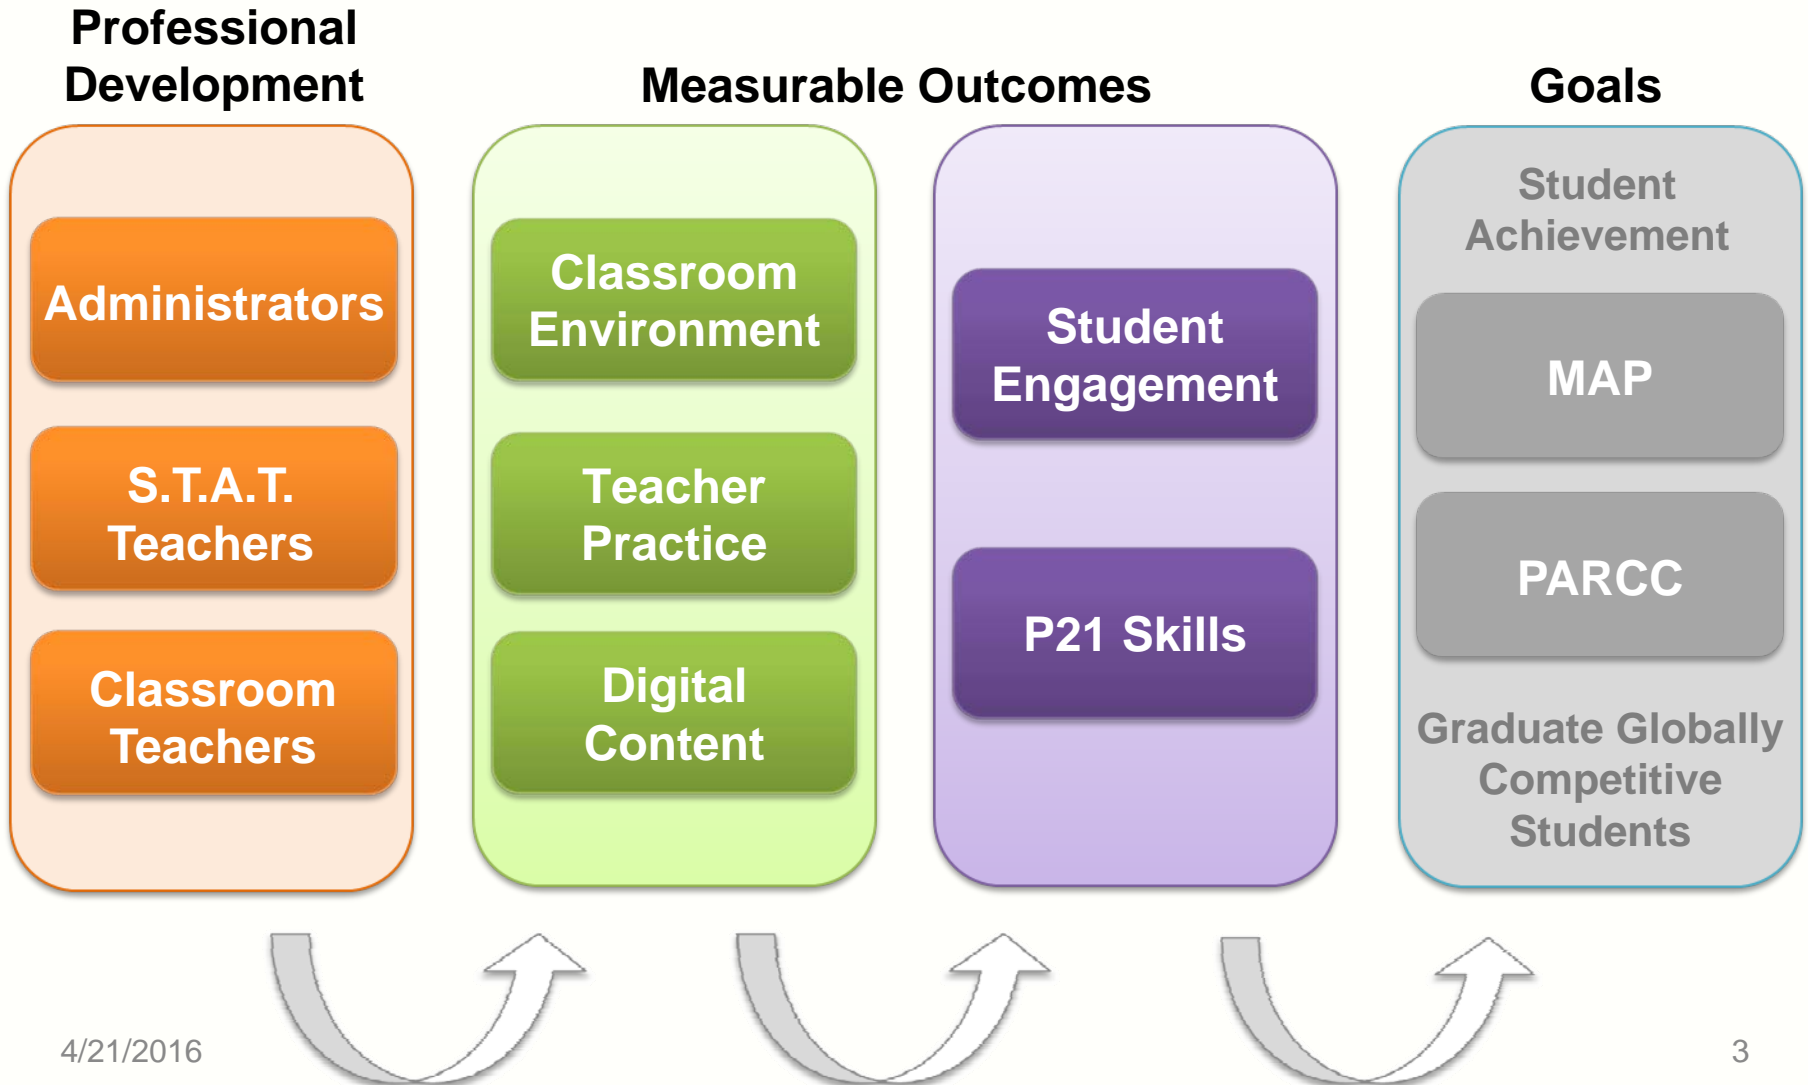 Professional
Development
Measurable Outcomes
Goals
Administrators
S.T.A.T.
Teachers
Classroom
Teachers
Classroom
Environment
Teacher
Practice
Digital
Content
Student
Engagement
P21 Skills
Student
Achievement
MAP
PARCC
Graduate Globally
Competitive
Students
4/21/2016
3